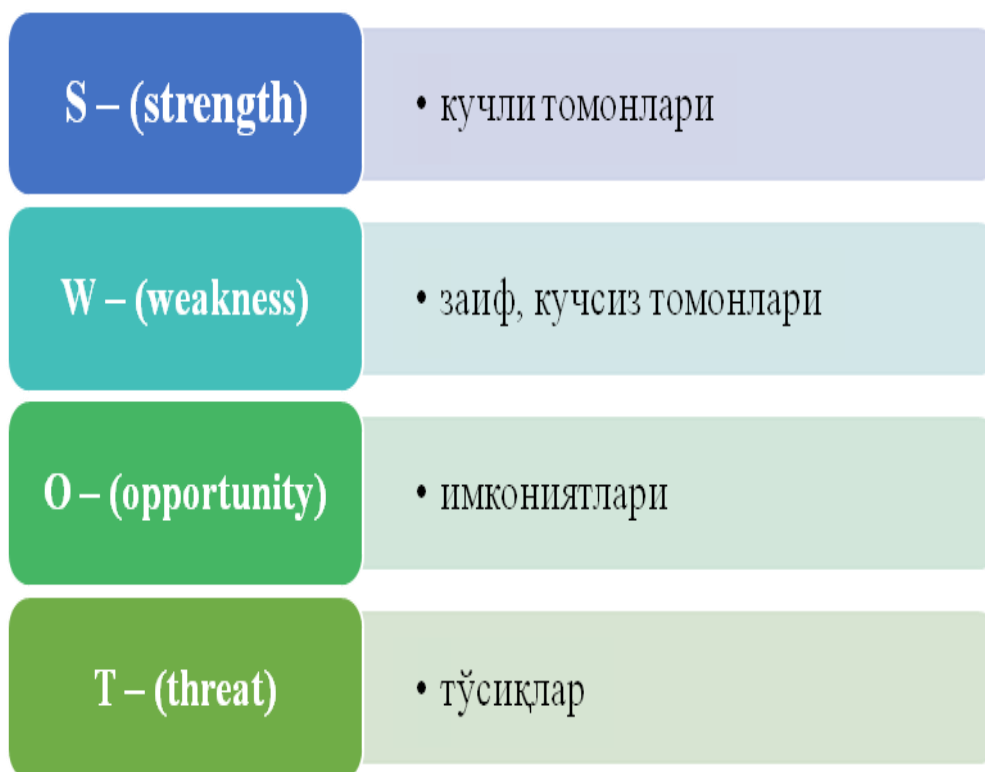 S – (strength)
• кучли томонлари
W – (weakness)
• заиф, кучсиз томонлари
O – (opportunity)
• имкониятлари
T – (threat)
• тўсиқлар